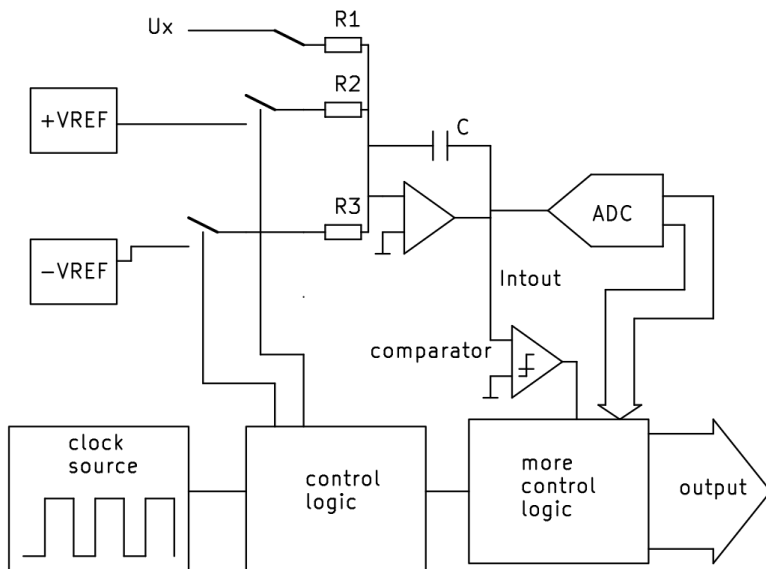 Ux
R1
R2
+VREF
C
R3
ADC
-VREF
Intout
comparator
clock
source
control
logic
more
control
logic
output